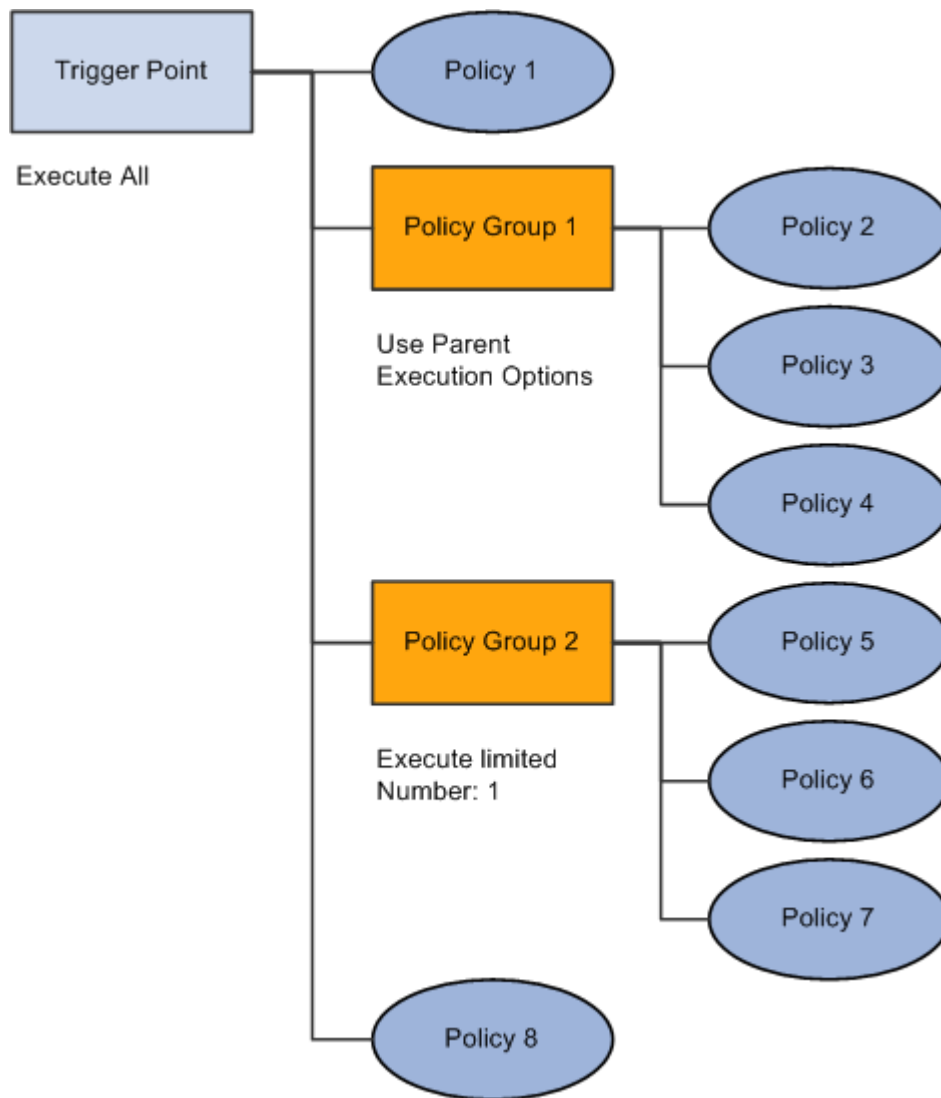 Trigger Point
Policy 1
Execute All
Policy Group 1
Policy 2
Use Parent
Execution Options
Policy 3
Policy 4
Policy Group 2
Policy 5
Execute limited
Number: 1
Policy 6
Policy 7
Policy 8